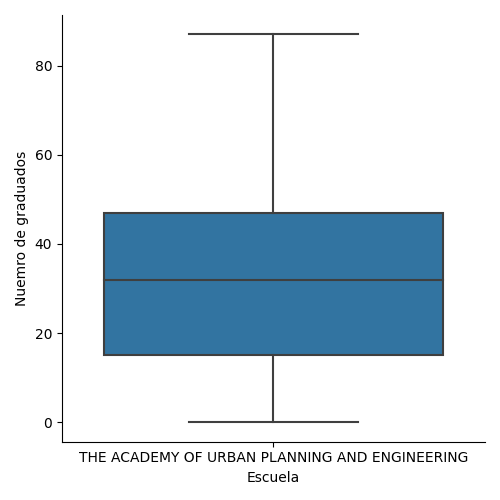 80
60
40
20
0
Nuemro de graduados
THE ACADEMY OF URBAN PLANNING AND ENGINEERING
Escuela